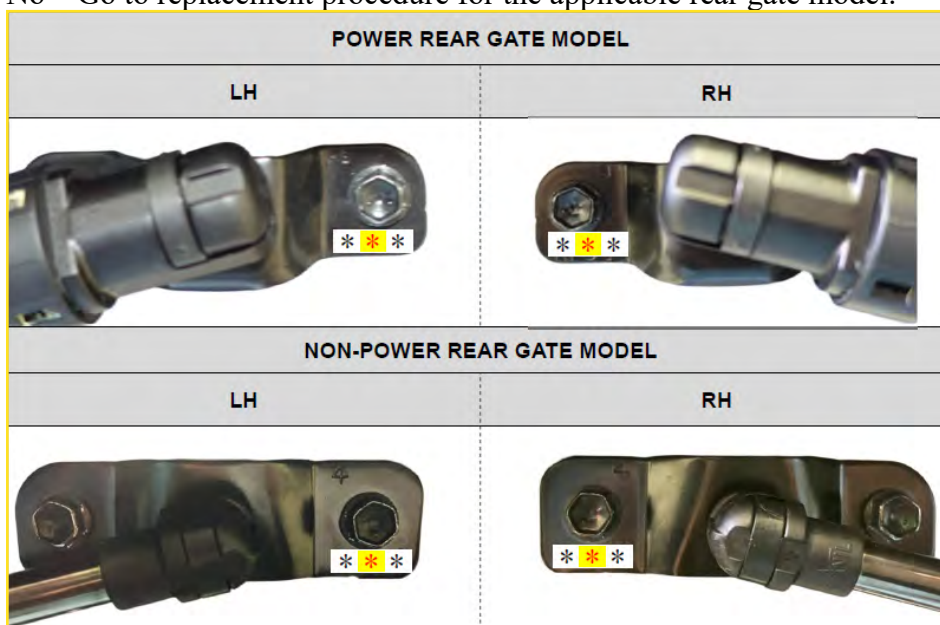 No – Go to replacement procedure for the applicable rear gate model.
POWER REAR GATE MODEL
LH
RH
* * *
* * *
NON-POWER REAR GATE MODEL
LH
RH
* * *
* * *